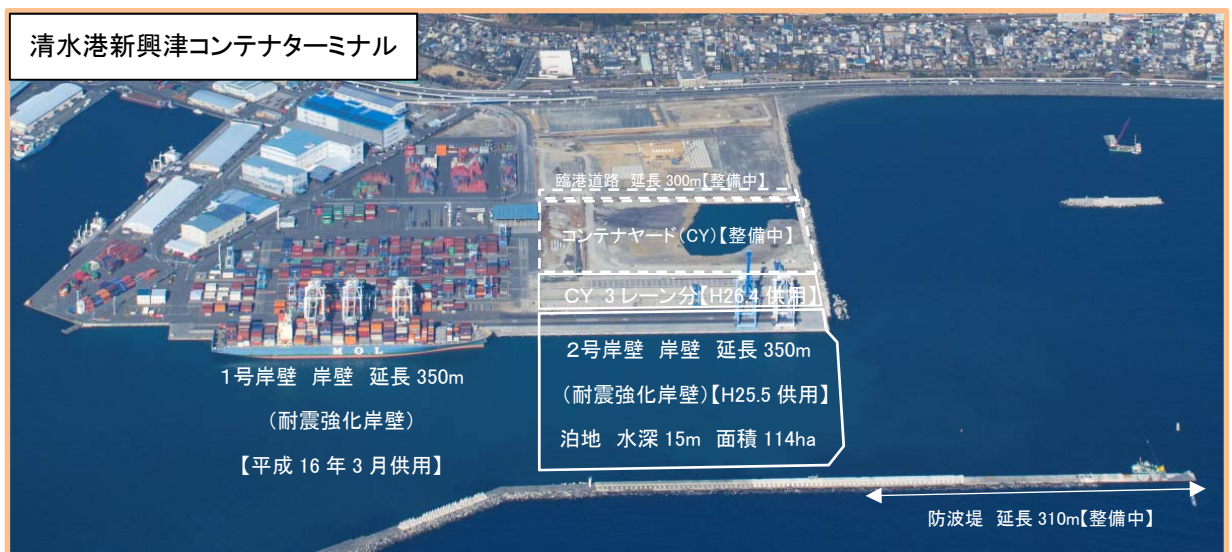 清水港新興津コンテナターミナル
臨港道路 延長 300m【整備中】
コンテナヤード(CY)【整備中】
CY 3レーン分【H26.4 供用】
2号岸壁 岸壁 延長 350m
(耐震強化岸壁)【H25.5 供用】
泊地 水深 15m 面積 114ha
MOL
1号岸壁 岸壁 延長 350m
(耐震強化岸壁)
【平成 16 年 3 月供用】
防波堤 延長 310m【整備中】